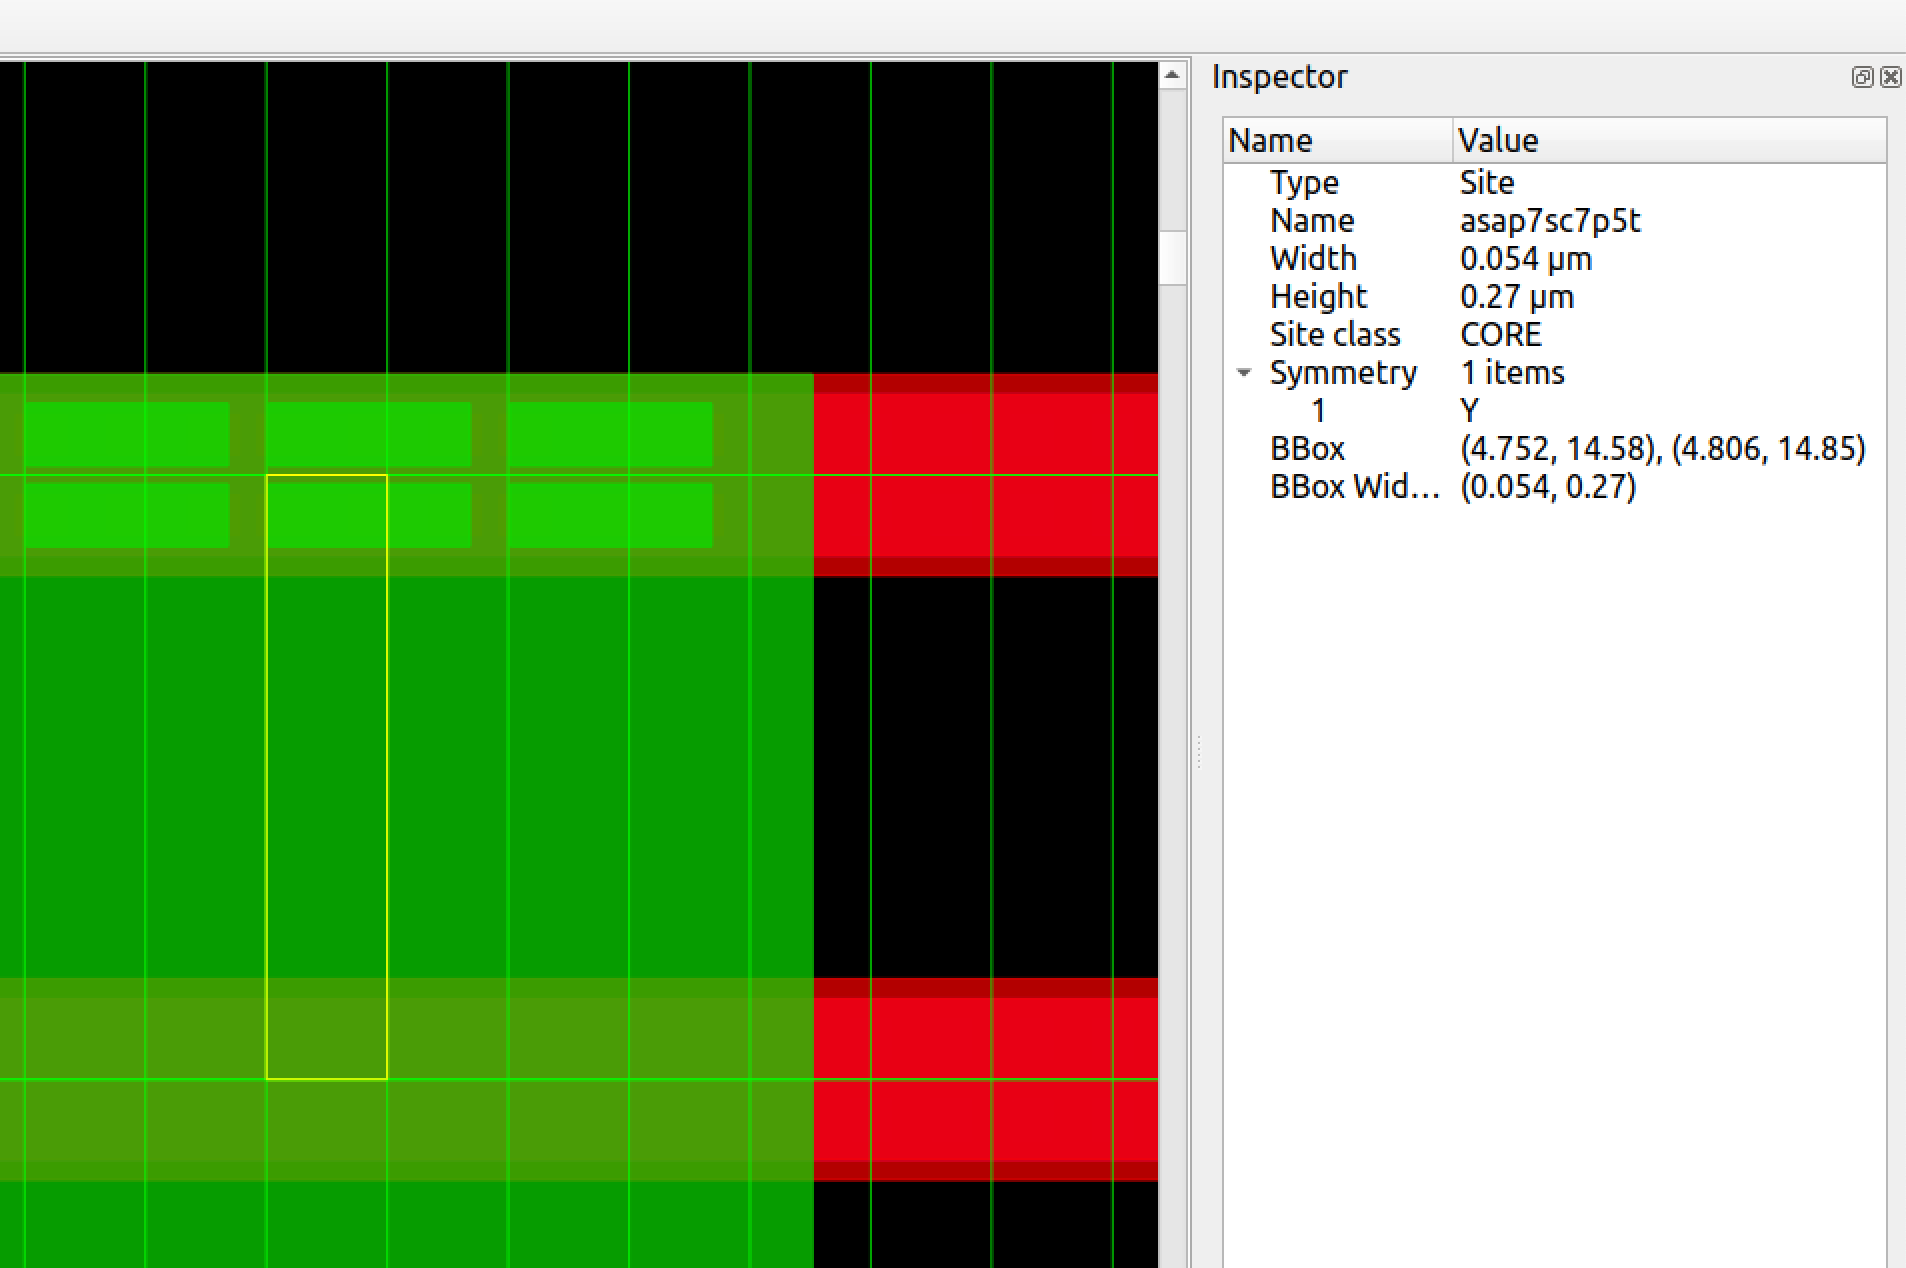 Inspector
Name Value
Type Site
Name asap7sc7p5t
Width 0.054 μm
Height 0.27 μm
Site class CORE
Symmetry 1 items
1 Y
BBox (4.752, 14.58), (4.806, 14.85)
BBox Wid... (0.054, 0.27)